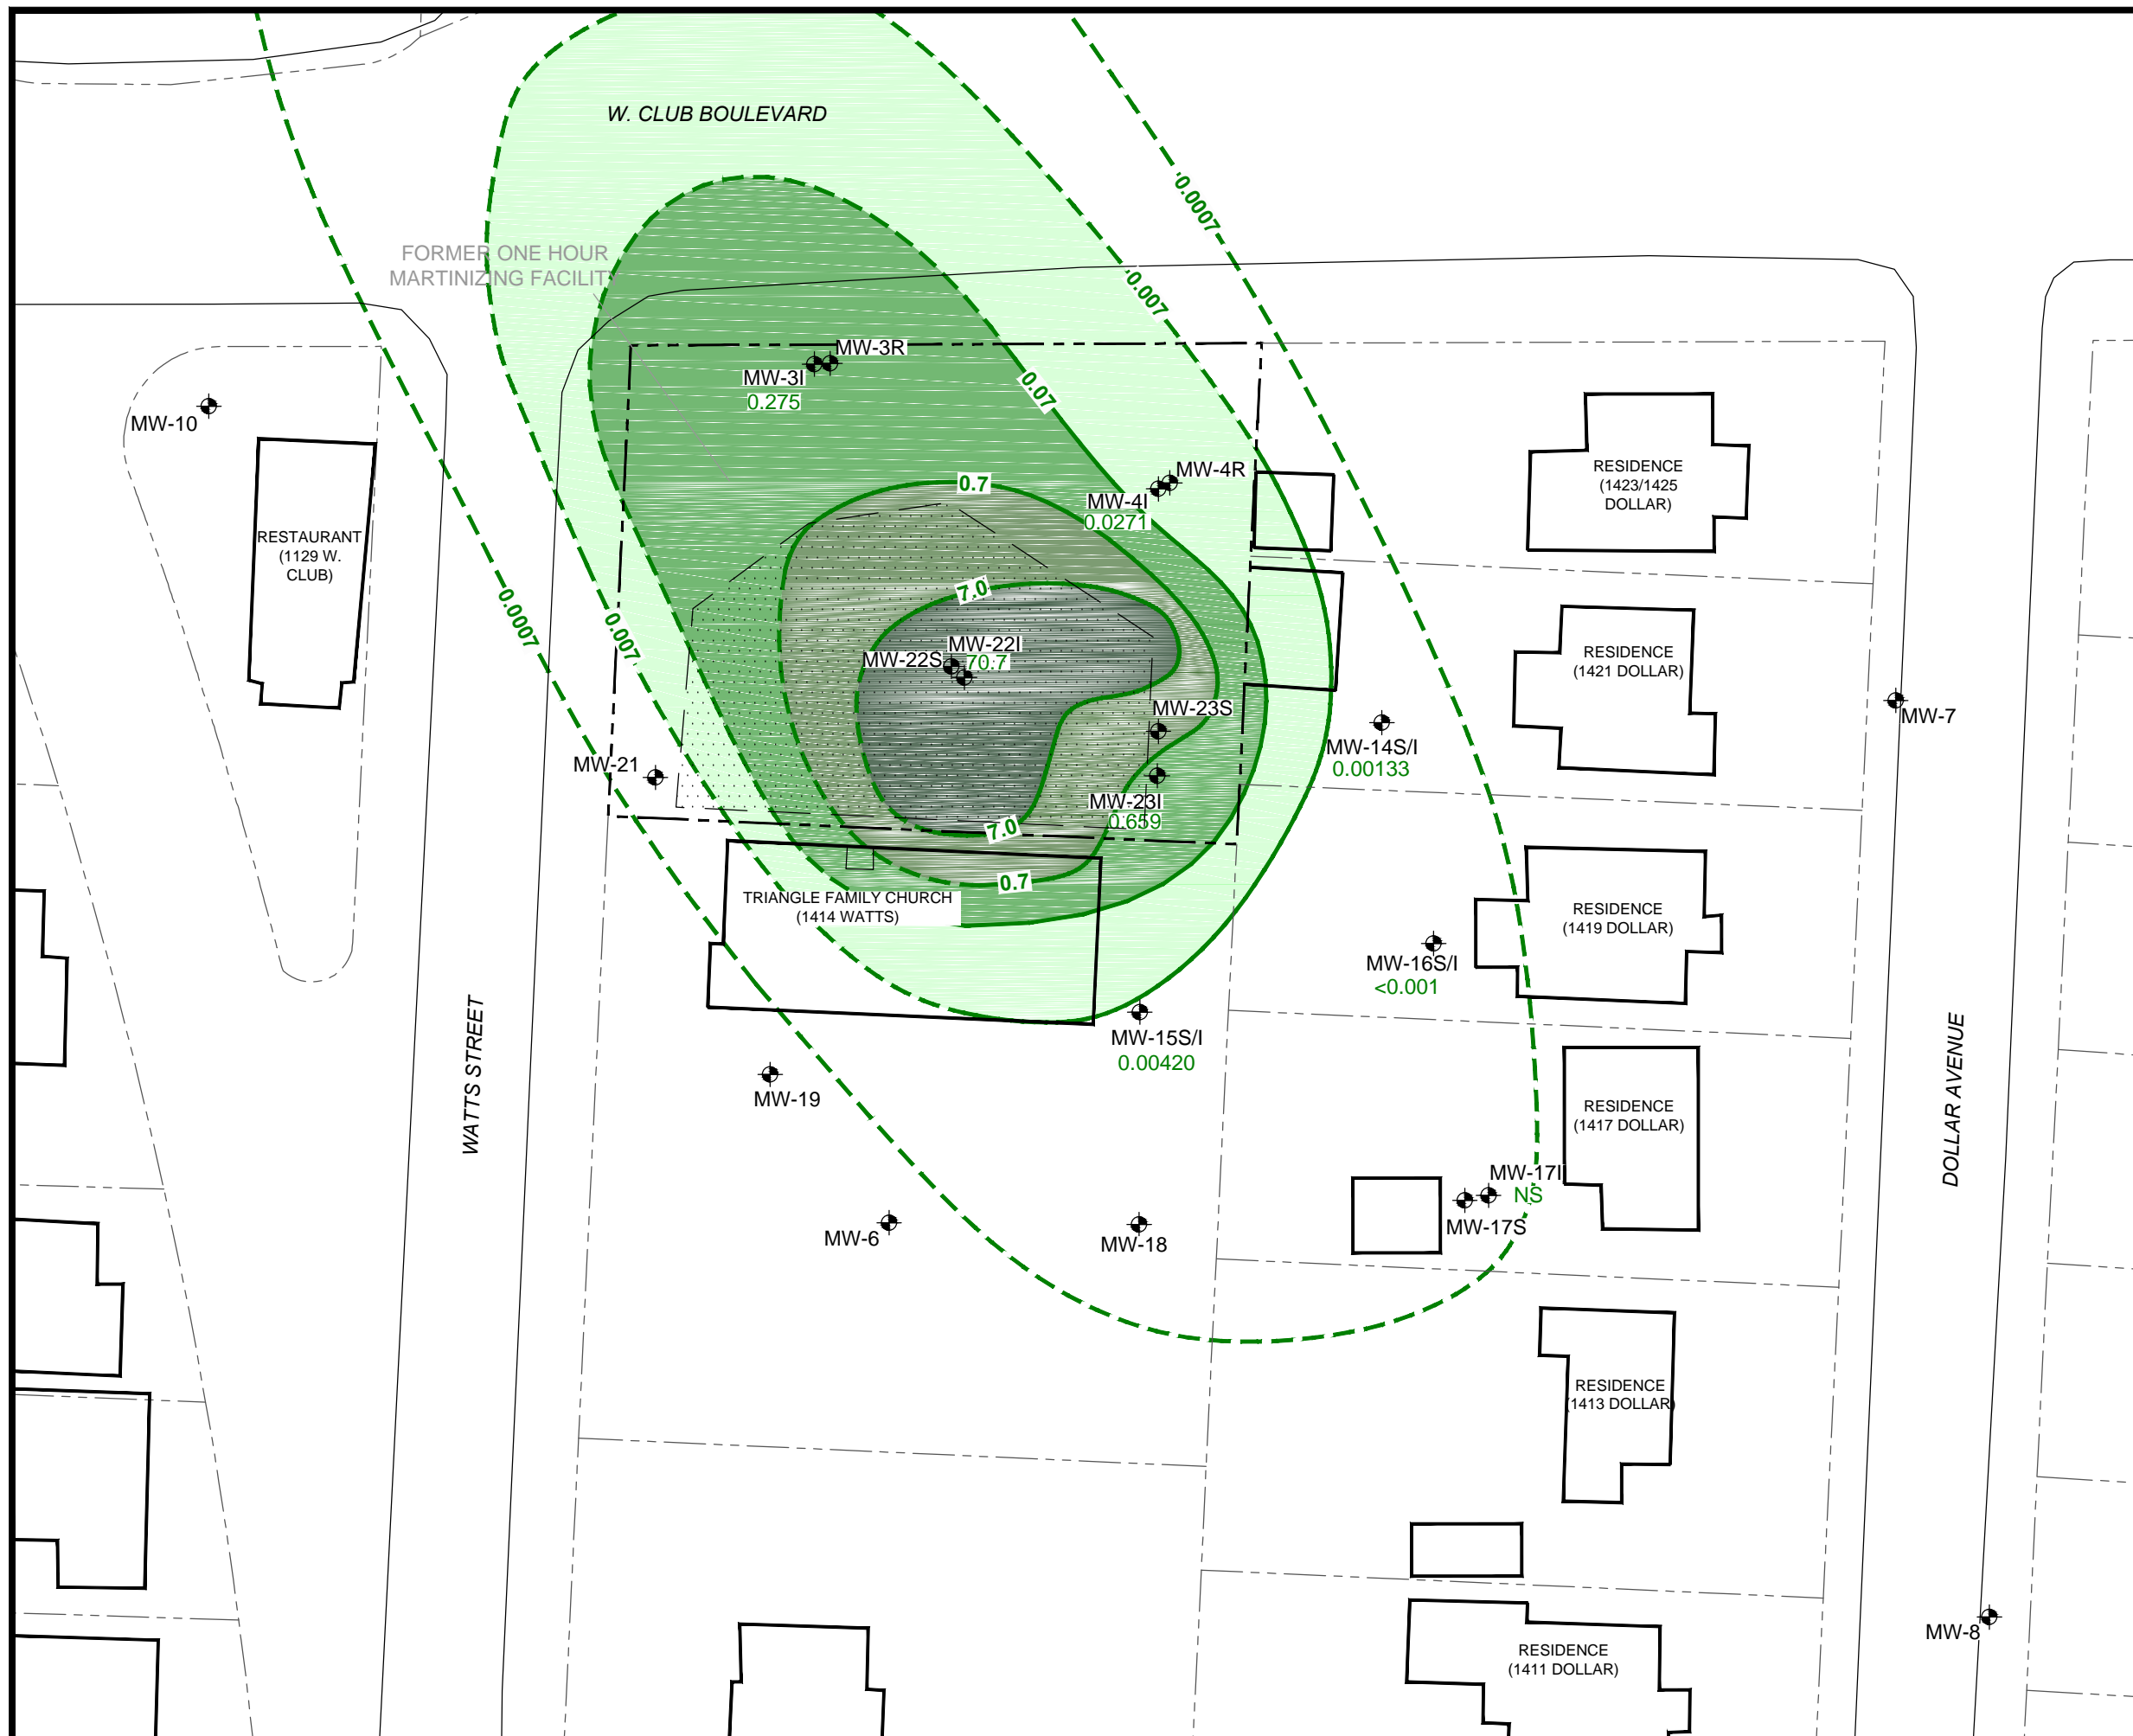 W. CLUB BOULEVARD
0.0007
FORMER ONE HOUR
MARTINIZING FACILIT
0.007
MW-3R
MW-3I
0.275
0.07
MW-10
MW-4R
MW-4I
0.0271
0.7
RESIDENCE
(1423/1425
DOLLAR)
RESTAURANT
(1129 W.
CLUB)
7.0
0.0007
0.007
MW-22I
MW-22S
70.7
RESIDENCE
(1421 DOLLAR)
MW-23S
MW-7
MW-14S/I
0.00133
MW-21
MW-23I
0.659
7.0
0.7
TRIANGLE FAMILY CHURCH
(1414 WATTS)
RESIDENCE
(1419 DOLLAR)
MW-16S/I
<0.001
MW-15S/I
0.00420
WATTS STREET
DOLLAR AVENUE
MW-19
RESIDENCE
(1417 DOLLAR)
MW-17I
NS
MW-17S
MW-6
MW-18
RESIDENCE
(1413 DOLLAR)
MW-8
RESIDENCE
(1411 DOLLAR)